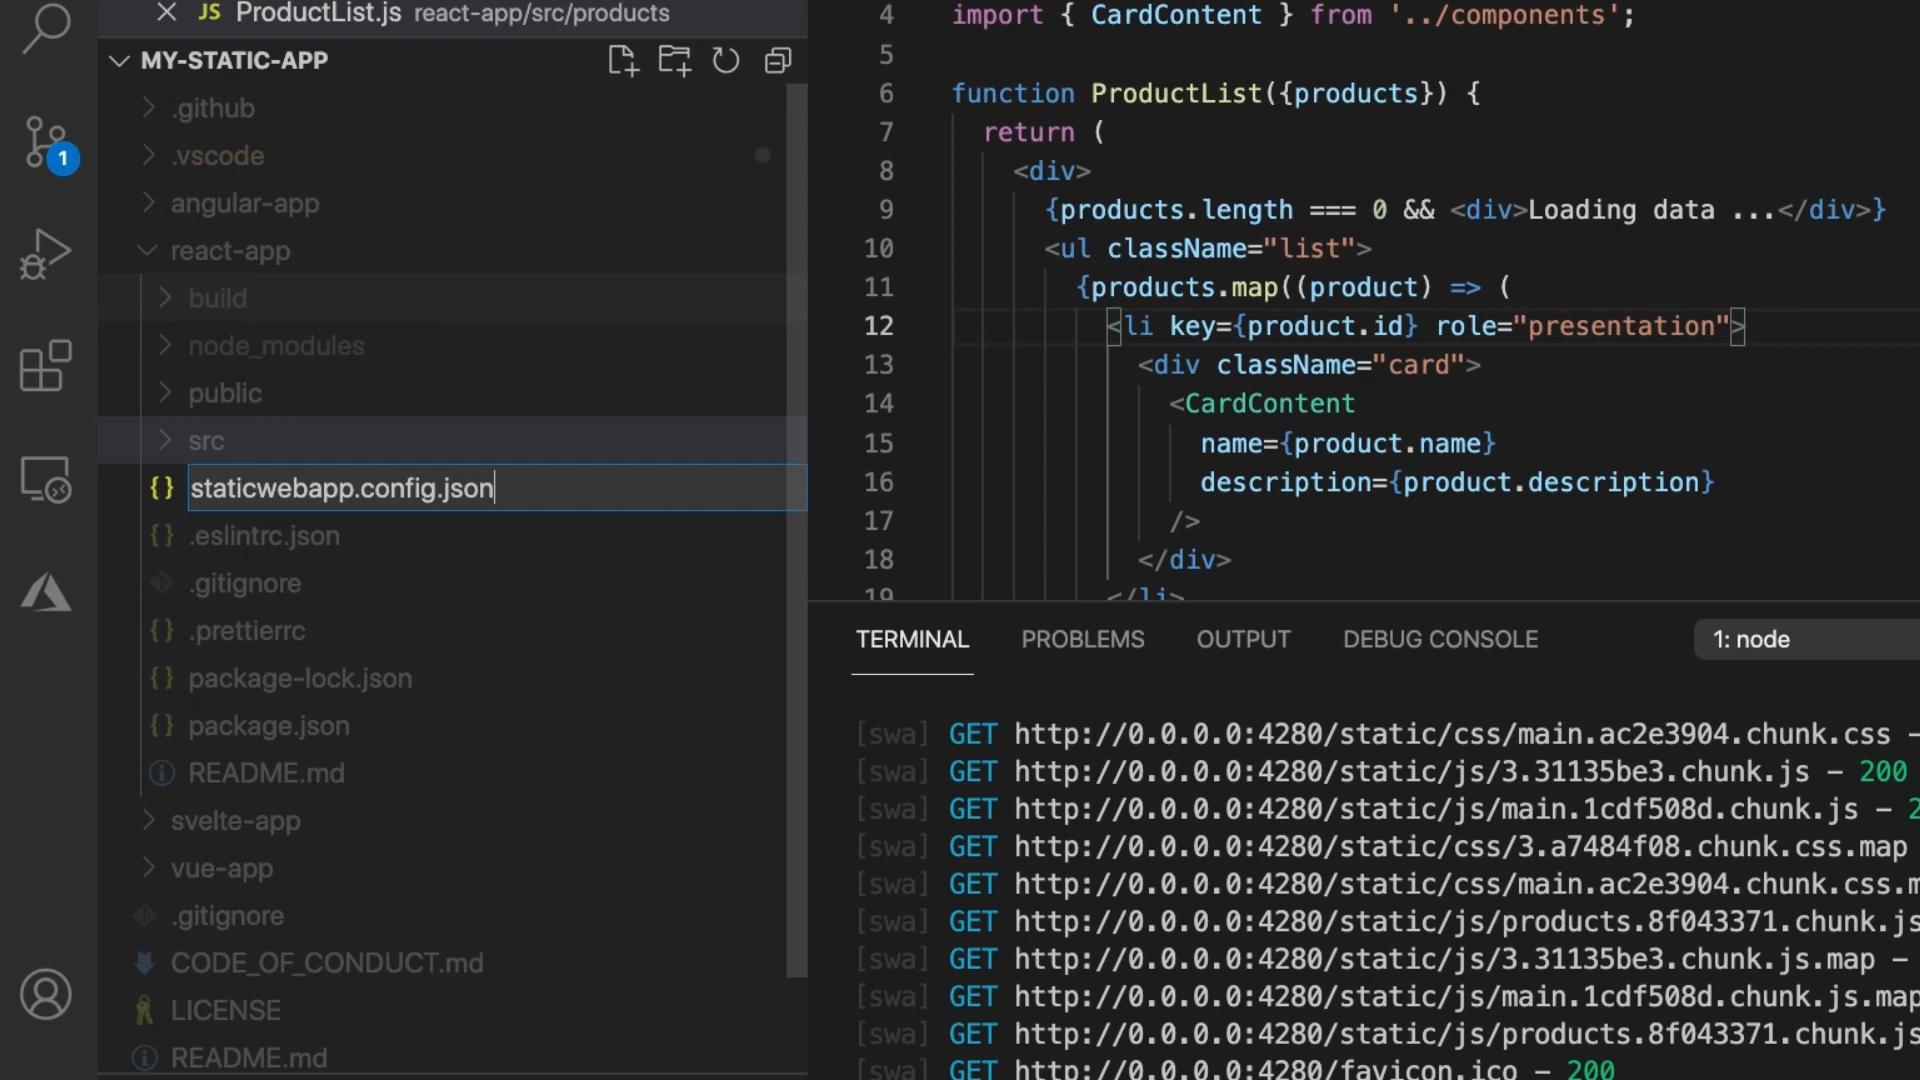 JS ProductList.js react-app/src/products
MY-STATIC-APP
.github
.vscode
angular-app
react-app
build
node_modules
public
src
{} staticwebapp.config.json
{} .eslintrc.json
.gitignore
{} .prettierrc
{} package-lock.json
{} package.json
README.md
svelte-app
vue-app
.gitignore
CODE_OF_CONDUCT.md
LICENSE
README.md
1
4 import { CardContent } from '../components';
5
6 function ProductList({products}) {
7 return (
8 <div>
9 {products.length === 0 && <div>Loading data ...</div>}
10 <ul className="list">
11 {products.map((product) => (
12 <li key={product.id} role="presentation">
13 <div className="card">
14 <CardContent
15 name={product.name}
16 description={product.description}
17 />
18 </div>
19 </li>
TERMINAL PROBLEMS OUTPUT DEBUG CONSOLE 1: node
[swa] GET http://0.0.0.0:4280/static/css/main.ac2e3904.chunk.css -
[swa] GET http://0.0.0.0:4280/static/js/3.31135be3.chunk.js - 200
[swa] GET http://0.0.0.0:4280/static/js/main.1cdf508d.chunk.js - 2
[swa] GET http://0.0.0.0:4280/static/css/3.a7484f08.chunk.css.map
[swa] GET http://0.0.0.0:4280/static/css/main.ac2e3904.chunk.css.m
[swa] GET http://0.0.0.0:4280/static/js/products.8f043371.chunk.js
[swa] GET http://0.0.0.0:4280/static/js/3.31135be3.chunk.js.map -
[swa] GET http://0.0.0.0:4280/static/js/main.1cdf508d.chunk.js.map
[swa] GET http://0.0.0.0:4280/static/js/products.8f043371.chunk.js
[swa] GET http://0.0.0.0:4280/favicon.ico - 200